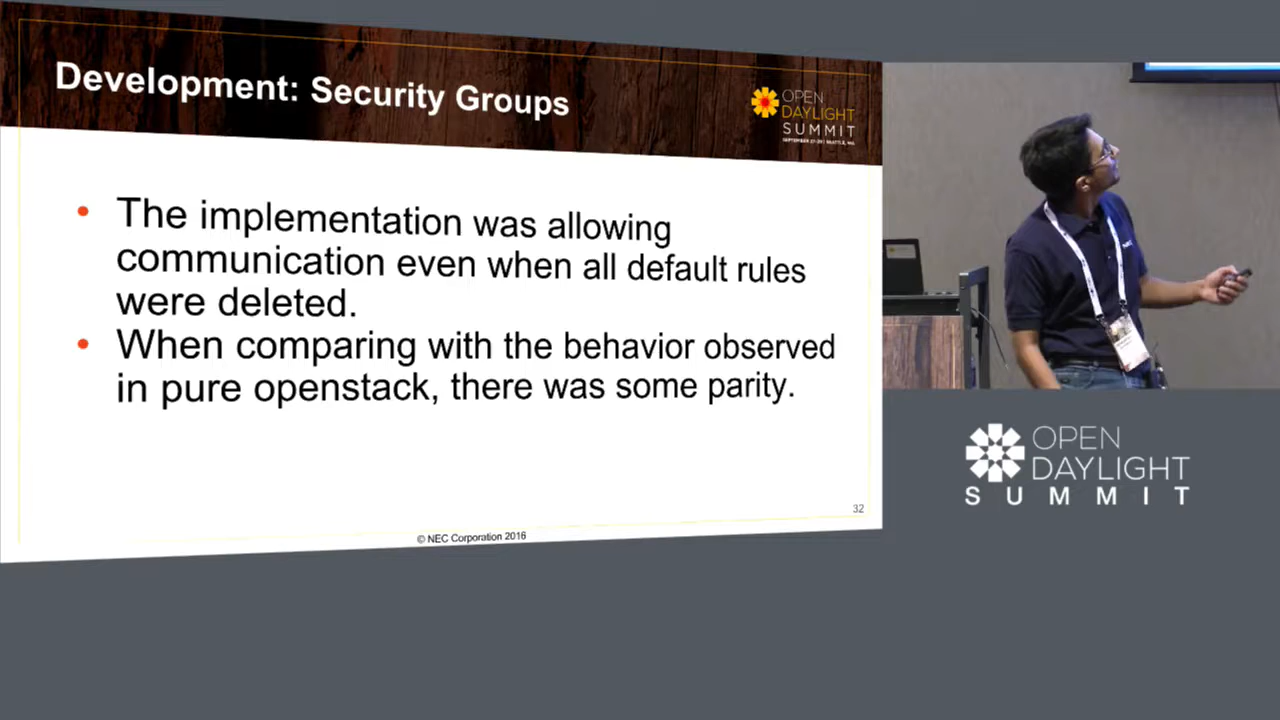 Development: Security Groups
OPEN
DAYLIGHT
SUMMIT
• The implementation was allowing
communication even when all default rules
were deleted.
• When comparing with the behavior observed
in pure openstack, there was some parity.
32
© NEC Corporation 2016
OPEN
DAYLIGHT
SUMMIT